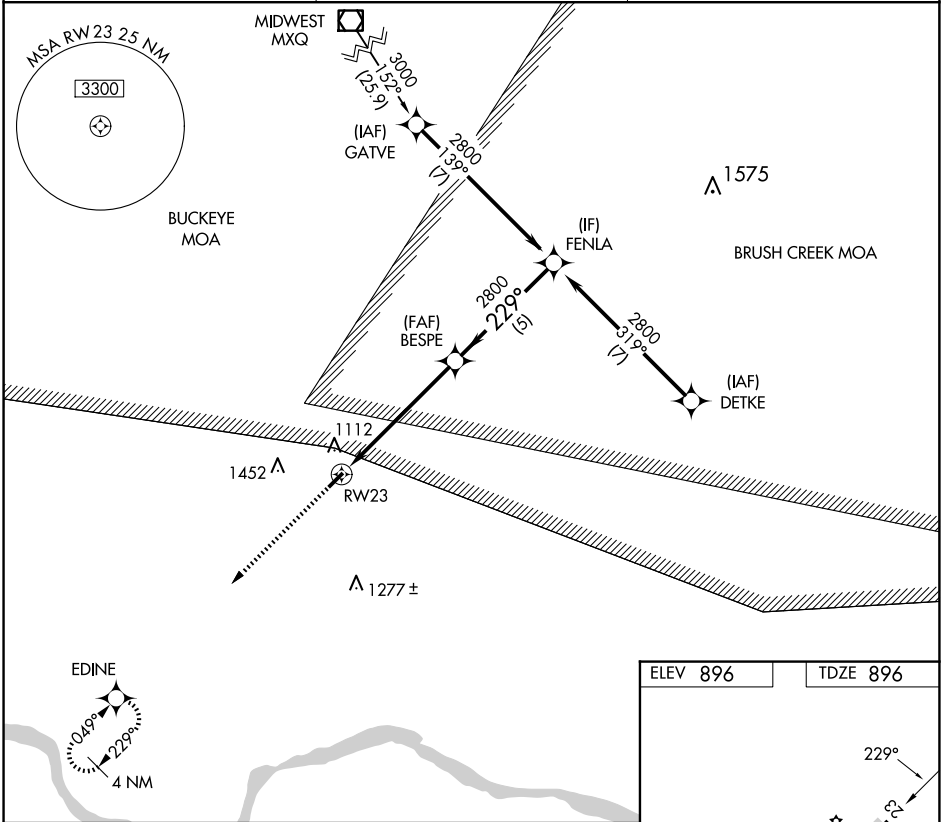 MIDWEST
MXQ
MSA RW 23 25 NM
3300
3000
152°
(25.9)
(IAF)
GATVE
2800
139°
(7)
1575
BUCKEYE
MOA
(IF)
FENLA
BRUSH CREEK MOA
2800
229°
(5)
(FAF)
BESPE
2800
319°
(7)
(IAF)
DETKE
1112
1452
RW23
1277 ±
EDINE
049°
229°
4 NM
ELEV 896
TDZE 896
229°
23